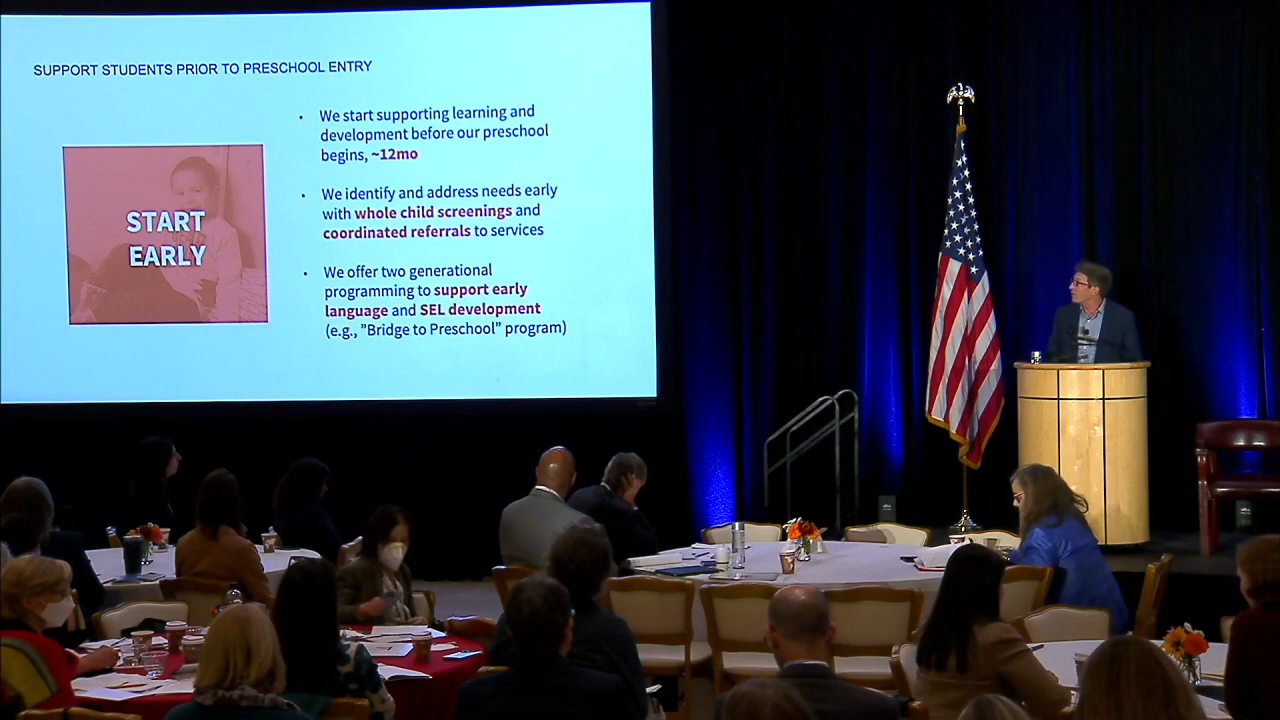 SUPPORT STUDENTS PRIOR TO PRESCHOOL ENTRY
START
EARLY
• We start supporting learning and
development before our preschool
begins, ~12mo
• We identify and address needs early
with whole child screenings and
coordinated referrals to services
• We offer two generational
programming to support early
language and SEL development
(e.g., ”Bridge to Preschool” program)